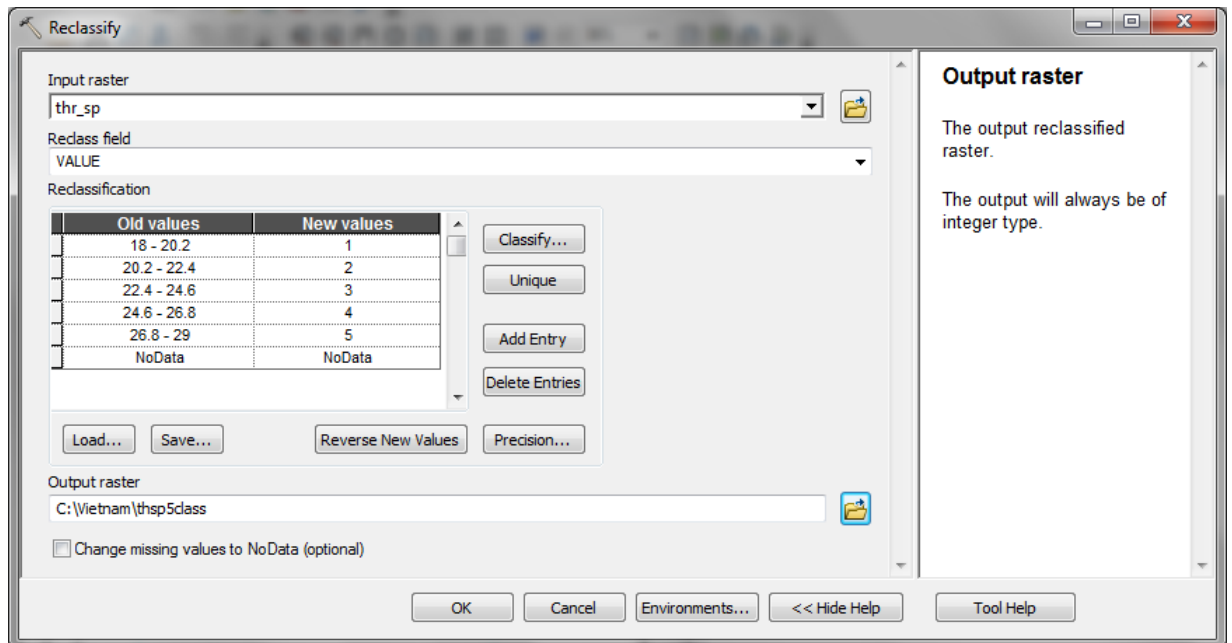 Reclassify
Input raster
thr_sp
Reclass field
VALUE
Reclassification
Old values New values
18 - 20.2 1
20.2 - 22.4 2
22.4 - 24.6 3
24.6 - 26.8 4
26.8 - 29 5
NoData NoData
Classify...
Unique
Add Entry
Delete Entries
Load... Save... Reverse New Values Precision...
Output raster
C:\Vietnam\thsp5class
Change missing values to NoData (optional)
OK Cancel Environments... << Hide Help Tool Help
Output raster
The output reclassified
raster.
The output will always be of
integer type.